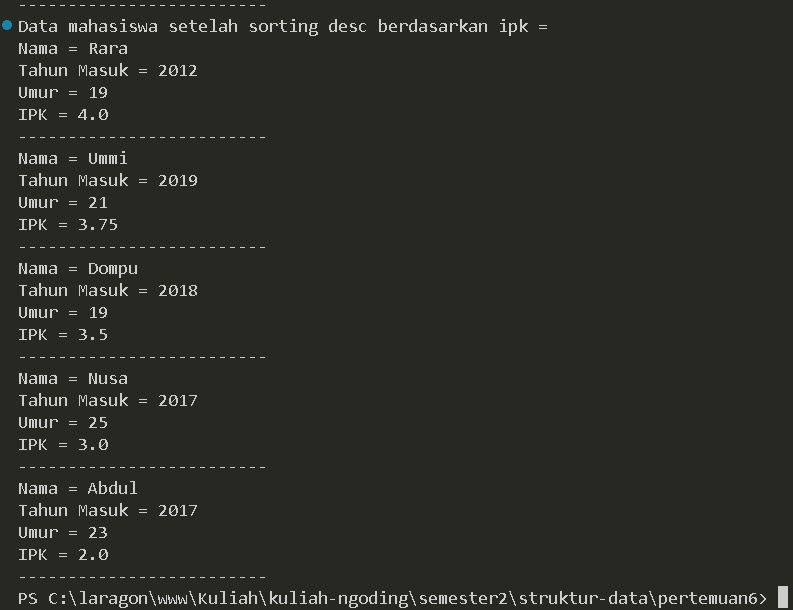 -------------------------
Data mahasiswa setelah sorting desc berdasarkan ipk =
Nama = Rara
Tahun Masuk = 2012
Umur = 19
IPK = 4.0
-------------------------
Nama = Ummi
Tahun Masuk = 2019
Umur = 21
IPK = 3.75
-------------------------
Nama = Dompu
Tahun Masuk = 2018
Umur = 19
IPK = 3.5
-------------------------
Nama = Nusa
Tahun Masuk = 2017
Umur = 25
IPK = 3.0
-------------------------
Nama = Abdul
Tahun Masuk = 2017
Umur = 23
IPK = 2.0
-------------------------
PS C:\laragon\www\Kuliah\kuliah-ngoding\semester2\struktur-data\pertemuan6>